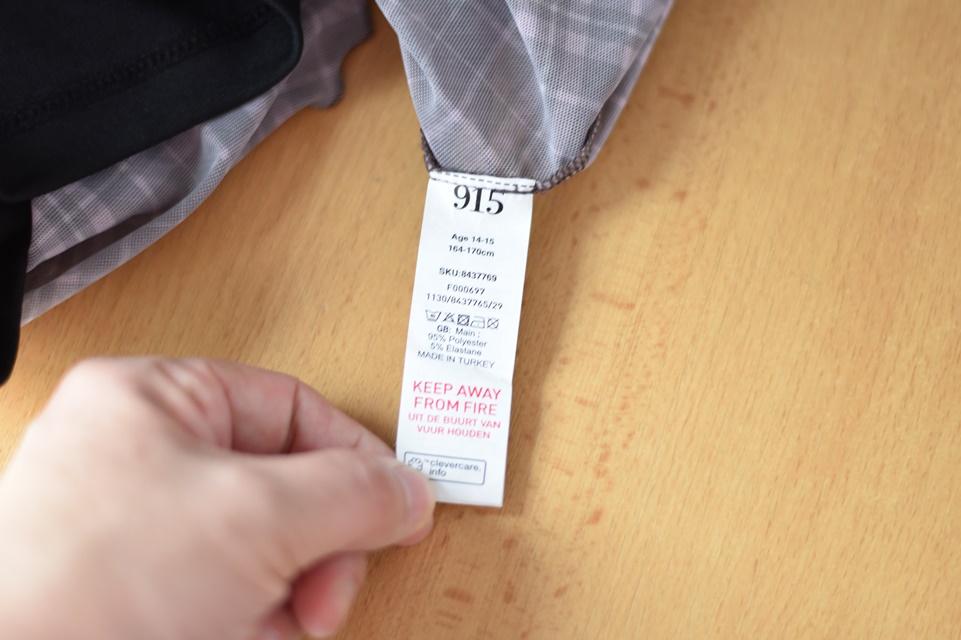 915
Age 14-15
164-170cm
SKU:8437769
F000697
1130/8437765/29
GB: Main :
95% Polyester
5% Elastane
MADE IN TURKEY
KEEP AWAY
FROM FIRE
UIT DE BUURT VAN
VUUR HOUDEN
clevercare.
info